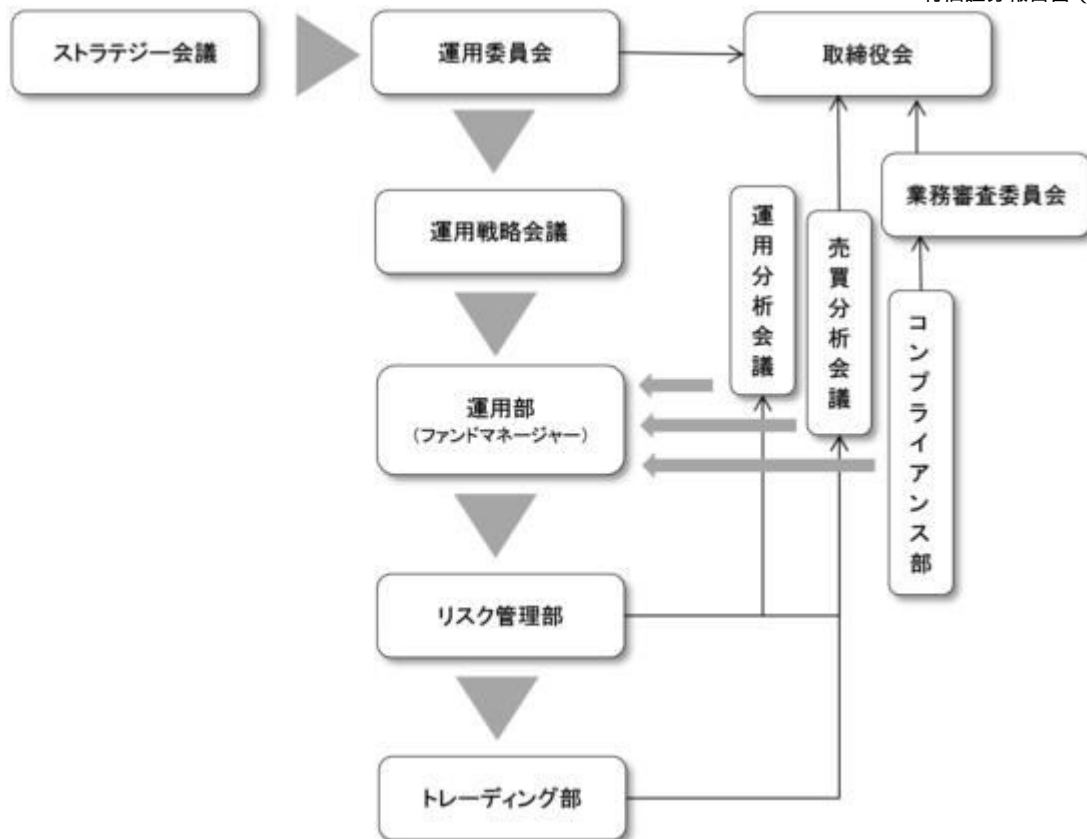 ストラテジー会議
運用委員会
取締役会
業務審査委員会
運用戦略会議
運用分析会議
売買分析会議
コンプライアンス部
運用部
(ファンドマネージャー)
リスク管理部
トレーディング部